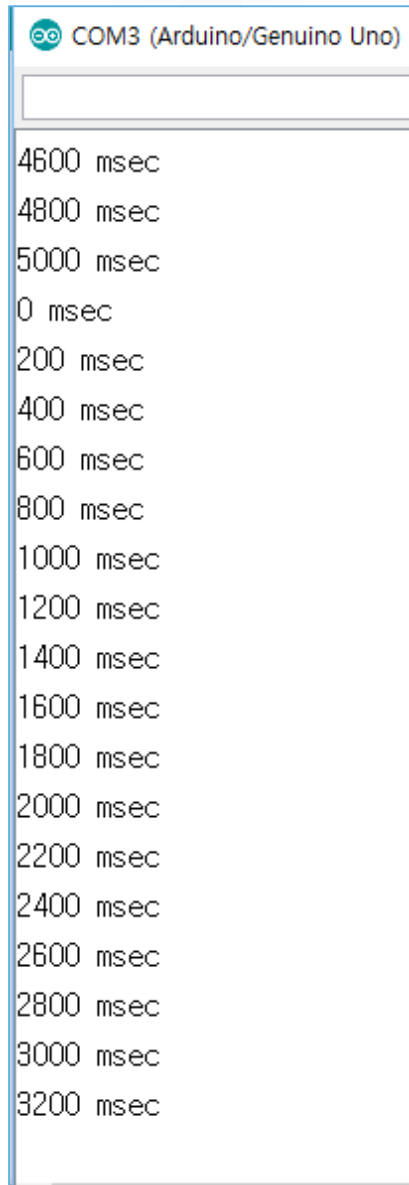 COM3 (Arduino/Genuino Uno)
4600 msec
4800 msec
5000 msec
0 msec
200 msec
400 msec
600 msec
800 msec
1000 msec
1200 msec
1400 msec
1600 msec
1800 msec
2000 msec
2200 msec
2400 msec
2600 msec
2800 msec
3000 msec
3200 msec